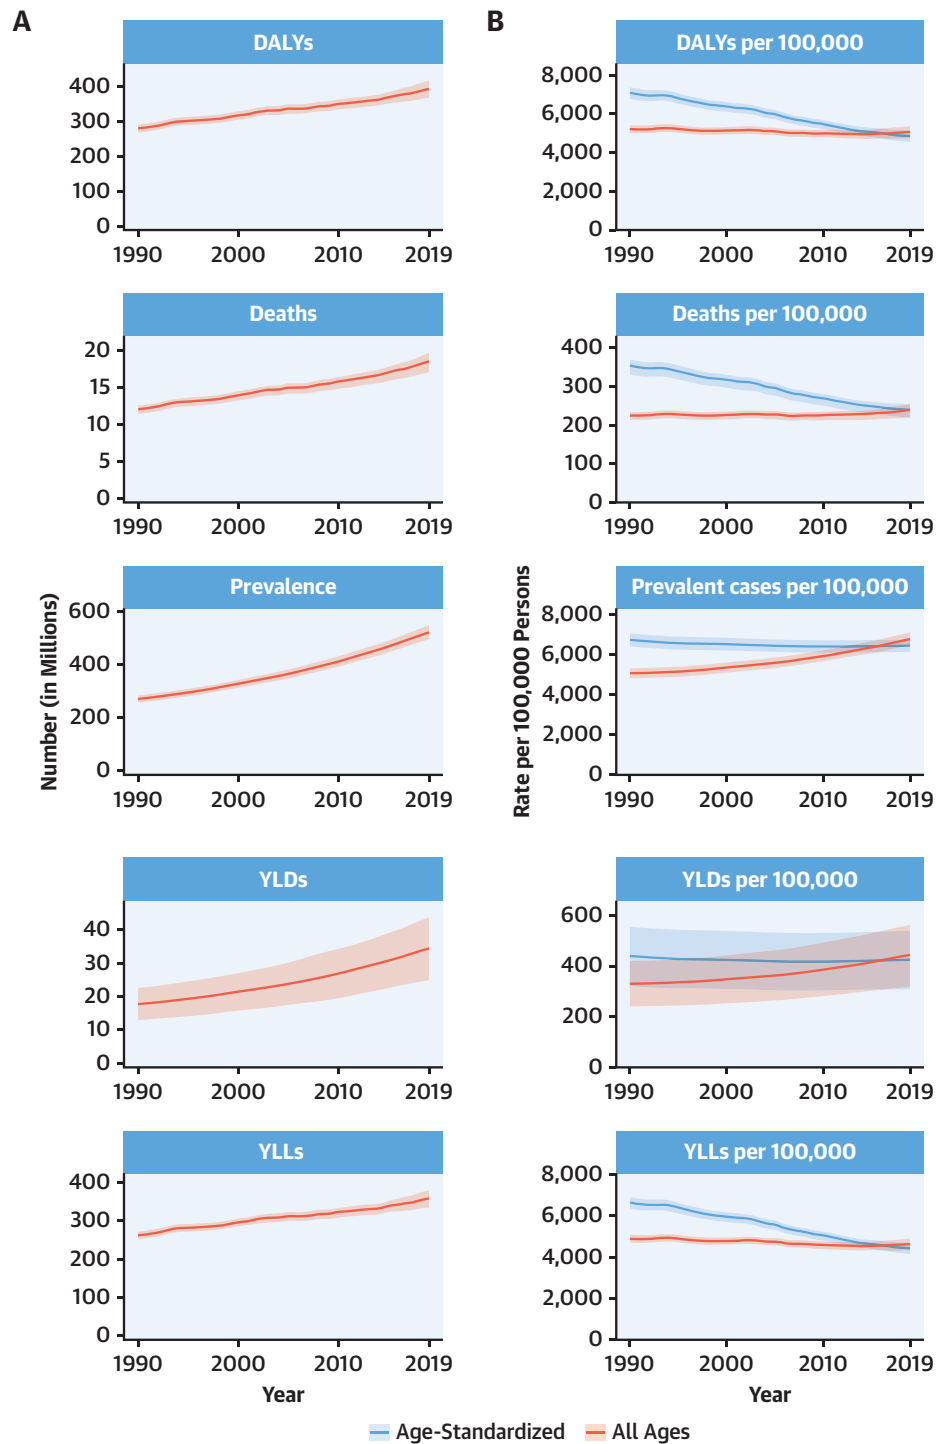 A
DALYs
400
300
200
100
0
1990 2000 2010 2019
Deaths
20
15
10
5
0
1990 2000 2010 2019
Number (in Millions)
Prevalence
600
400
200
0
1990 2000 2010 2019
YLDs
40
30
20
10
0
1990 2000 2010 2019
YLLs
400
300
200
100
0
1990 2000 2010 2019
Year
B
DALYs per 100,000
8,000
6,000
4,000
2,000
0
1990 2000 2010 2019
Deaths per 100,000
400
300
200
100
0
1990 2000 2010 2019
Rate per 100,000 Persons
Prevalent cases per 100,000
8,000
6,000
4,000
2,000
0
1990 2000 2010 2019
YLDs per 100,000
600
400
200
0
1990 2000 2010 2019
YLLs per 100,000
8,000
6,000
4,000
2,000
0
1990 2000 2010 2019
Year
Age-Standardized All Ages